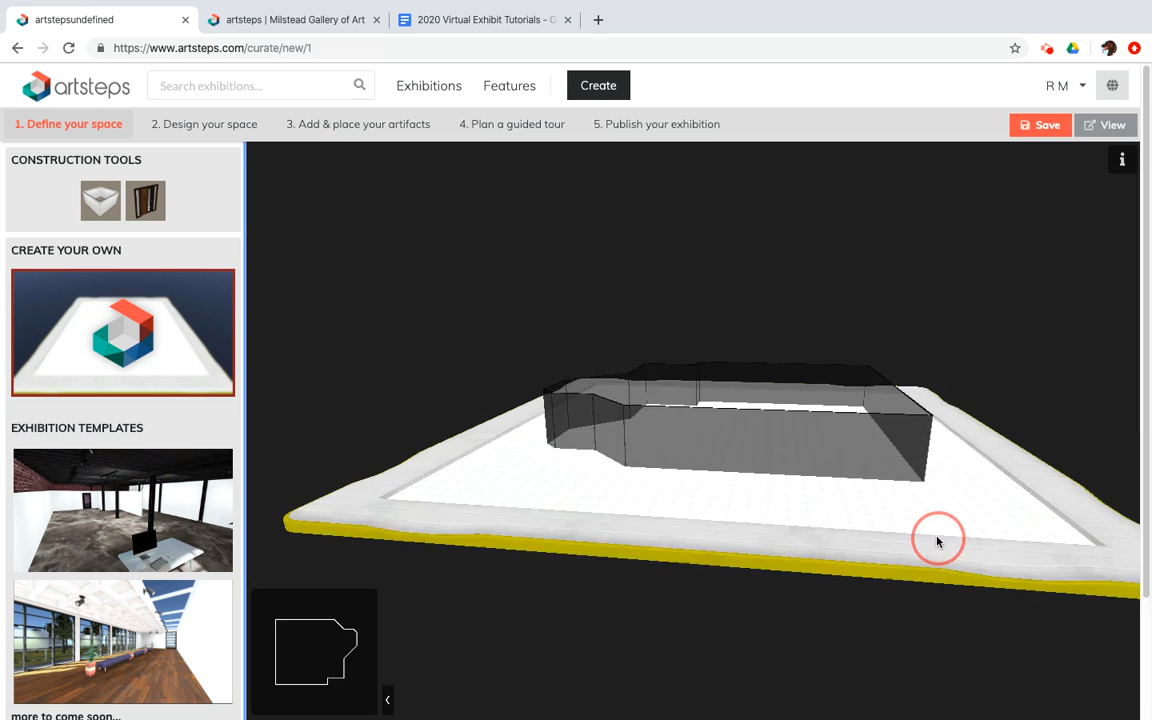 artstepsundefined
artsteps | Milstead Gallery of Art
2020 Virtual Exhibit Tutorials - G
https://www.artsteps.com/curate/new/1
artsteps
Search exhibitions...
Exhibitions
Features
Create
R M
1. Define your space
2. Design your space
3. Add & place your artifacts
4. Plan a guided tour
5. Publish your exhibition
Save
View
CONSTRUCTION TOOLS
CREATE YOUR OWN
EXHIBITION TEMPLATES
more to come soon...